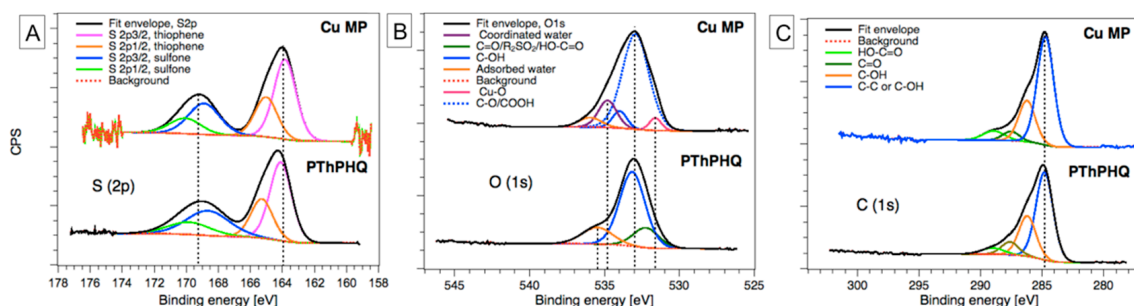 A
Fit envelope, S2p
S 2p3/2, thiophene
S 2p1/2, thiophene
S 2p3/2, sulfone
S 2p1/2, sulfone
Background
Cu MP
PThPHQ
S (2p)
CPS
178 176 174 172 170 168 166 164 162 160 158
Binding energy [eV]
B
Fit envelope, O1s
Coordinated water
C=O/R2SO2/HO-C=O
C-OH
Adsorbed water
Background
Cu-O
C-O/COOH
Cu MP
PThPHQ
O (1s)
545 540 535 530 525
Binding energy [eV]
C
Fit envelope
Background
HO-C=O
C=O
C-OH
C-C or C-OH
Cu MP
PThPHQ
C (1s)
300 295 290 285 280
Binding energy [eV]